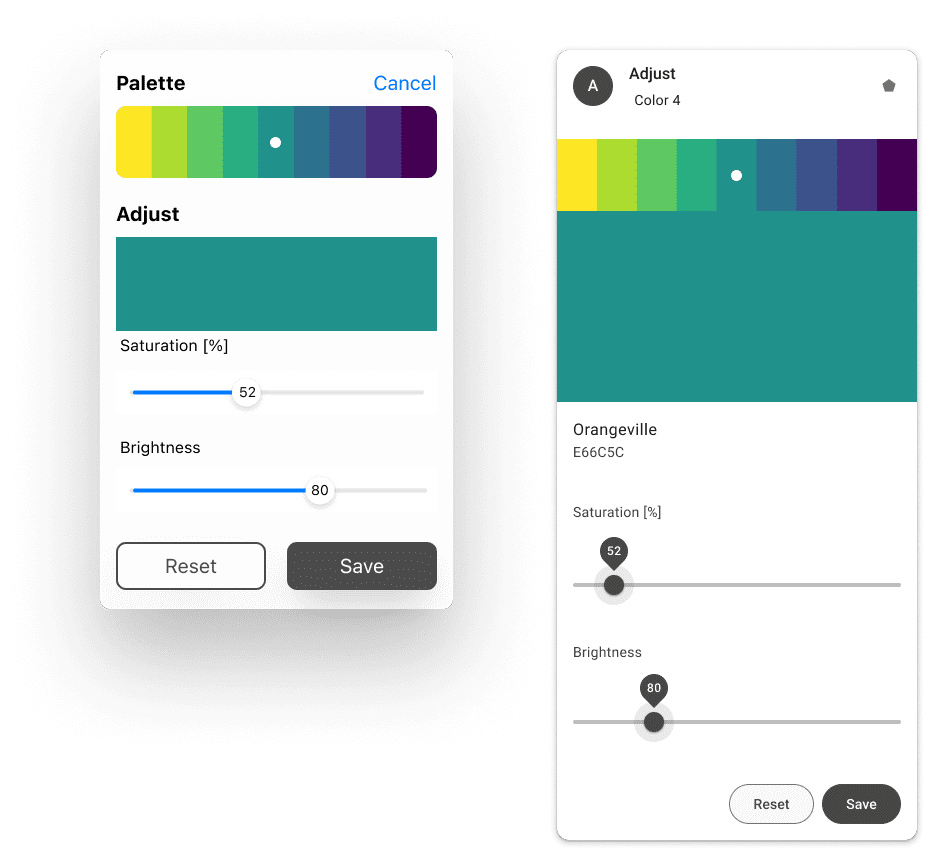 Palette
Cancel
Adjust
Saturation [%]
52
Brightness
80
Reset
Save
A
Adjust
Color 4
Orangeville
E66C5C
Saturation [%]
52
Brightness
80
Reset
Save